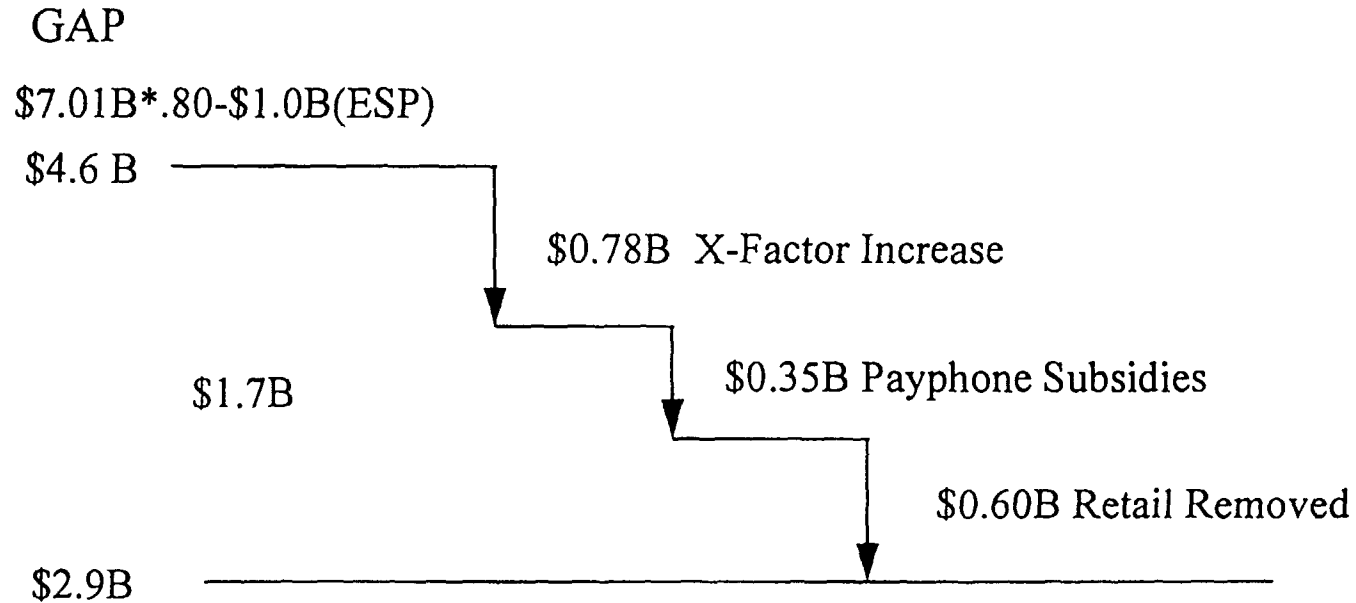 GAP
$7.01B*.80-$1.0B(ESP)
$4.6 B
$0.78B X-Factor Increase
$0.35B Payphone Subsidies
$1.7B
$0.60B Retail Removed
$2.9B